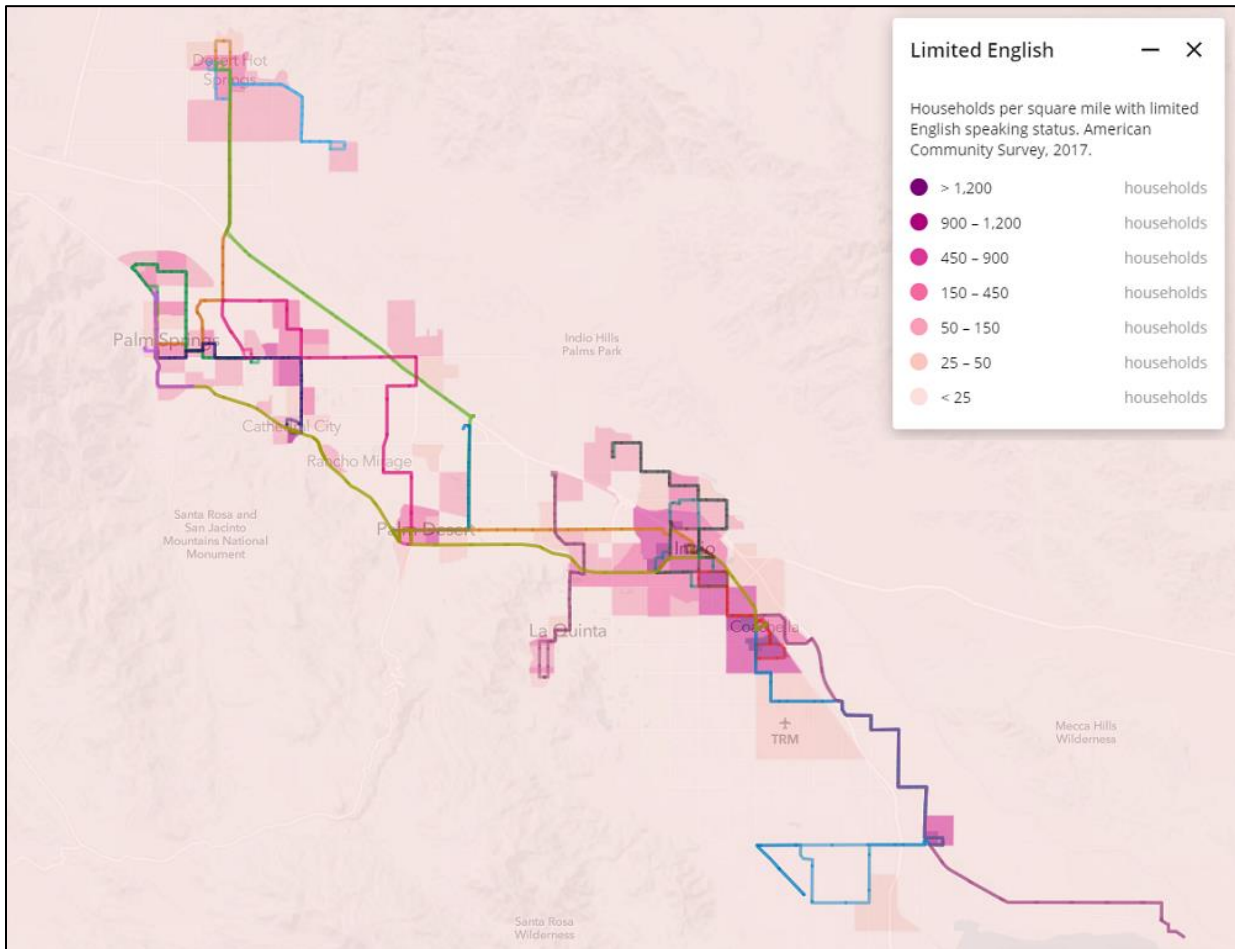 Desert Hot
Springs
Limited English
Households per square mile with limited
English speaking status. American
Community Survey, 2017.
> 1,200 households
900 – 1,200 households
450 – 900 households
150 – 450 households
50 – 150 households
25 – 50 households
< 25 households
Palm Springs
Indio Hills
Palms Park
Cathedral City
Rancho Mirage
Santa Rosa and
San Jacinto
Mountains National
Monument
Palm Desert
Indio
La Quinta
Coachella
TRM
Mecca Hills
Wilderness
Santa Rosa
Wilderness